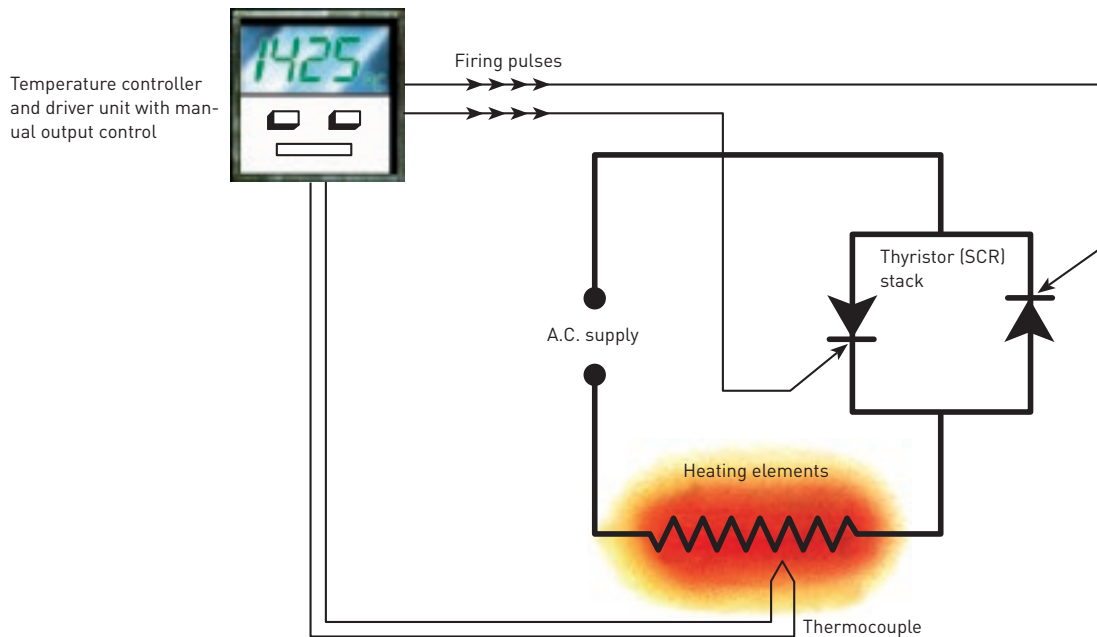 1425 °C
Firing pulses
Temperature controller
and driver unit with man-
ual output control
Thyristor (SCR)
stack
A.C. supply
Heating elements
Thermocouple